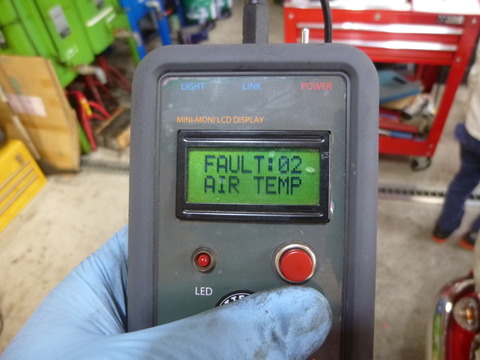 LIGHT LINK POWER
MINI-MONI LCD DISPLAY
FAULT:02
AIR TEMP
LED